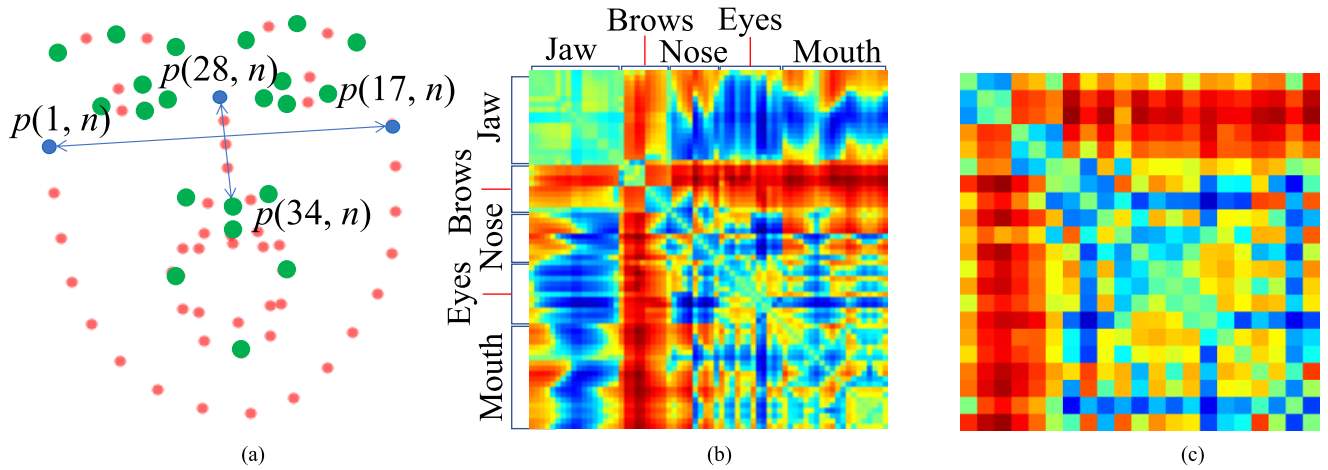 p(28, n)
p(17, n)
p(1, n)
p(34, n)
(a)
Brows Eyes
Jaw Nose Mouth
Jaw
Brows
Nose
Eyes
Mouth
(b)
(c)